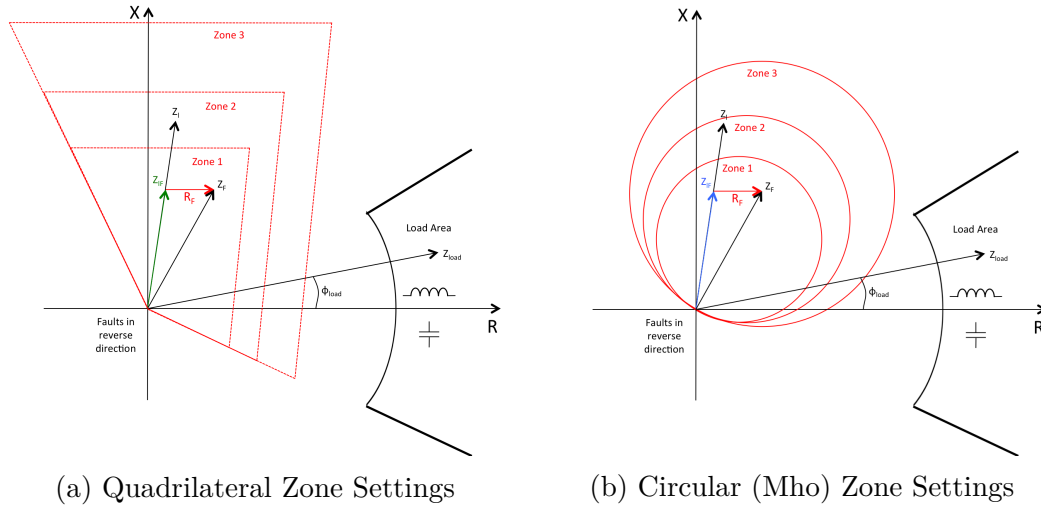 X
Zone 3
Zone 2
Z_l
Zone 1
Z_lF
Z_F
R_F
Load Area
Z_load
Φ_load
R
Faults in
reverse
direction
(a) Quadrilateral Zone Settings
X
Zone 3
Z_l
Zone 2
Zone 1
Z_lF
Z_F
R_F
Load Area
Z_load
Φ_load
R
Faults in
reverse
direction
(b) Circular (Mho) Zone Settings